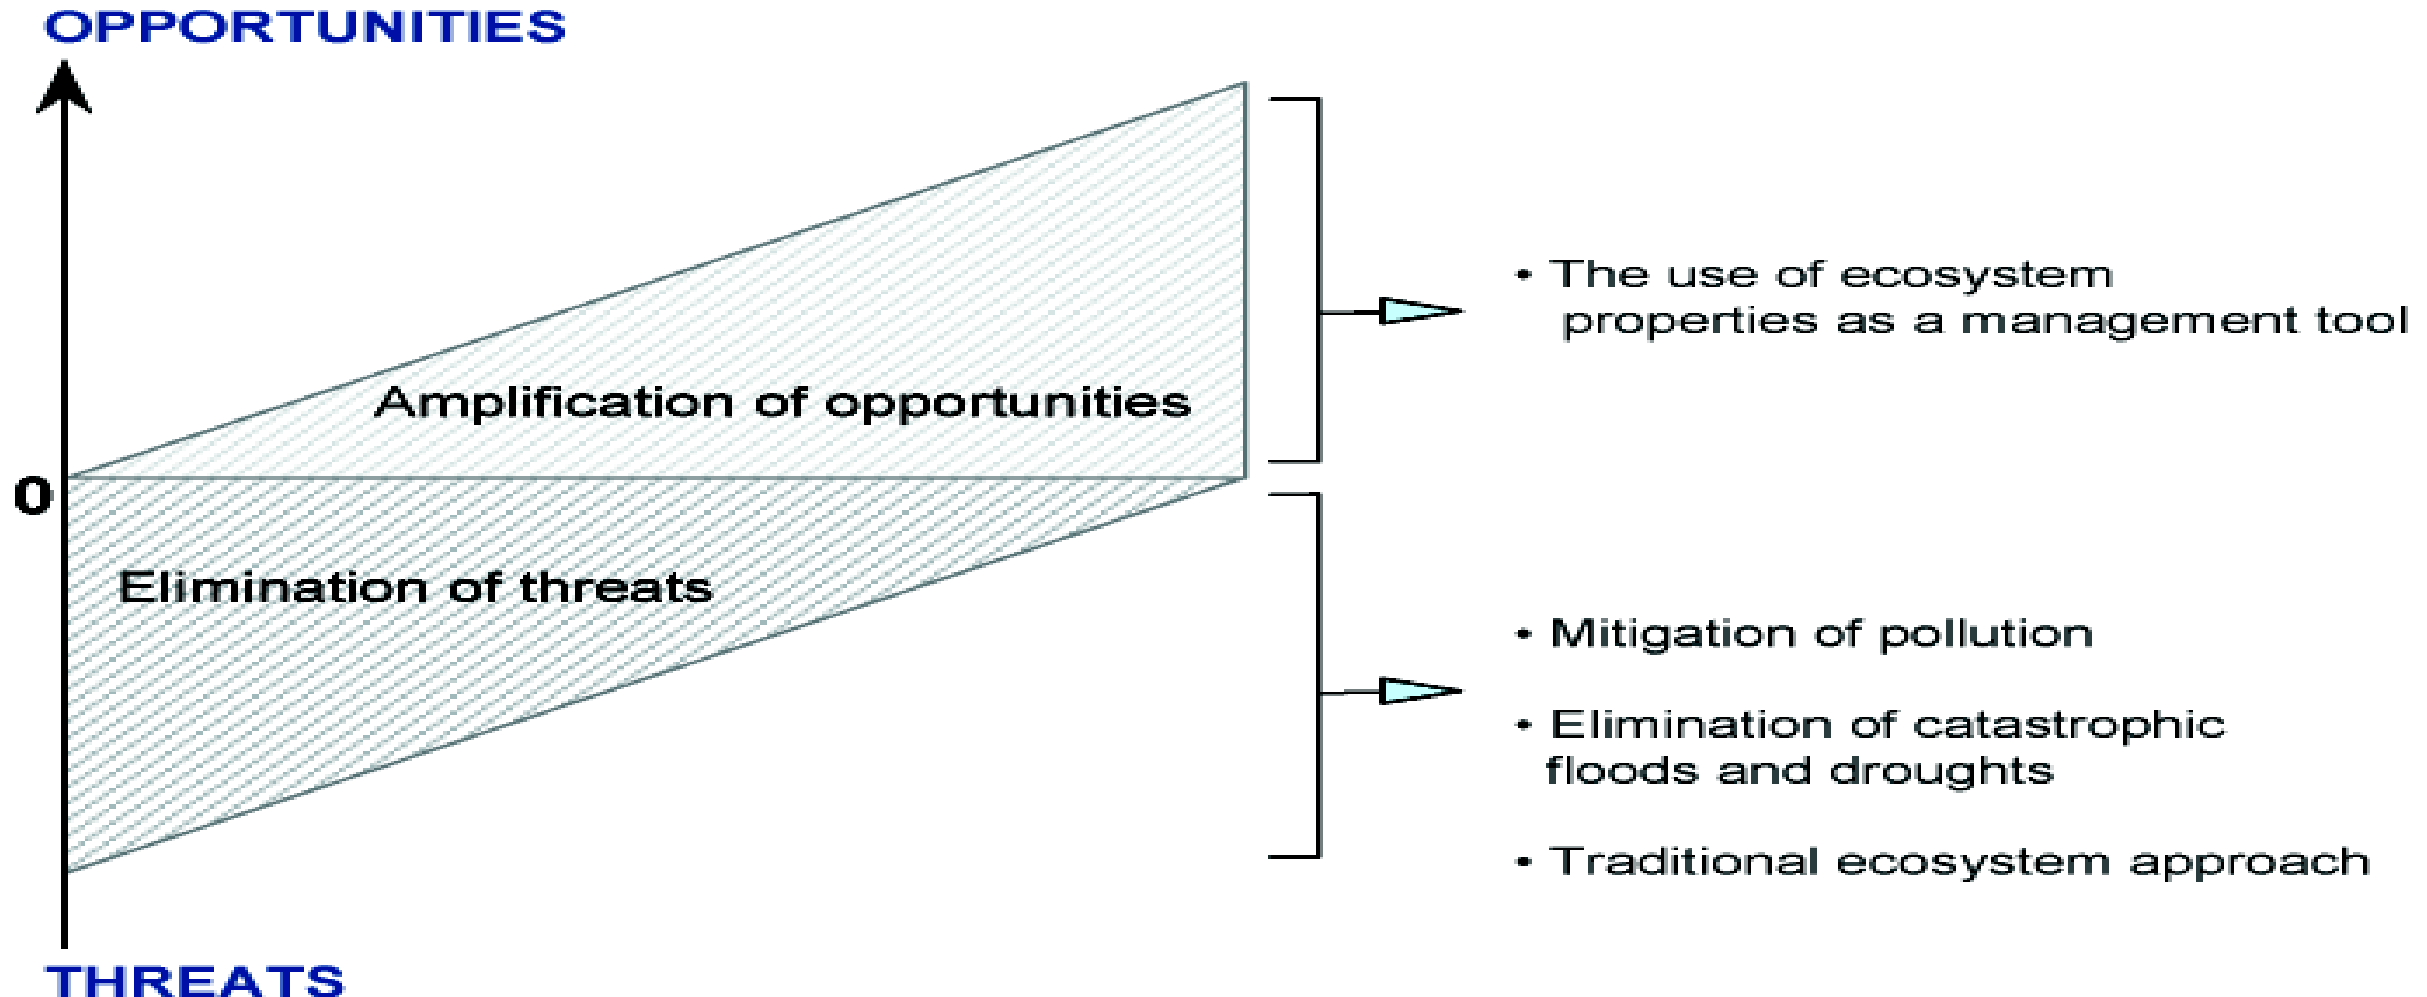 OPPORTUNITIES
• The use of ecosystem
properties as a management tool
Amplification of opportunities
0
Elimination of threats
• Mitigation of pollution
• Elimination of catastrophic
floods and droughts
• Traditional ecosystem approach
THREATS